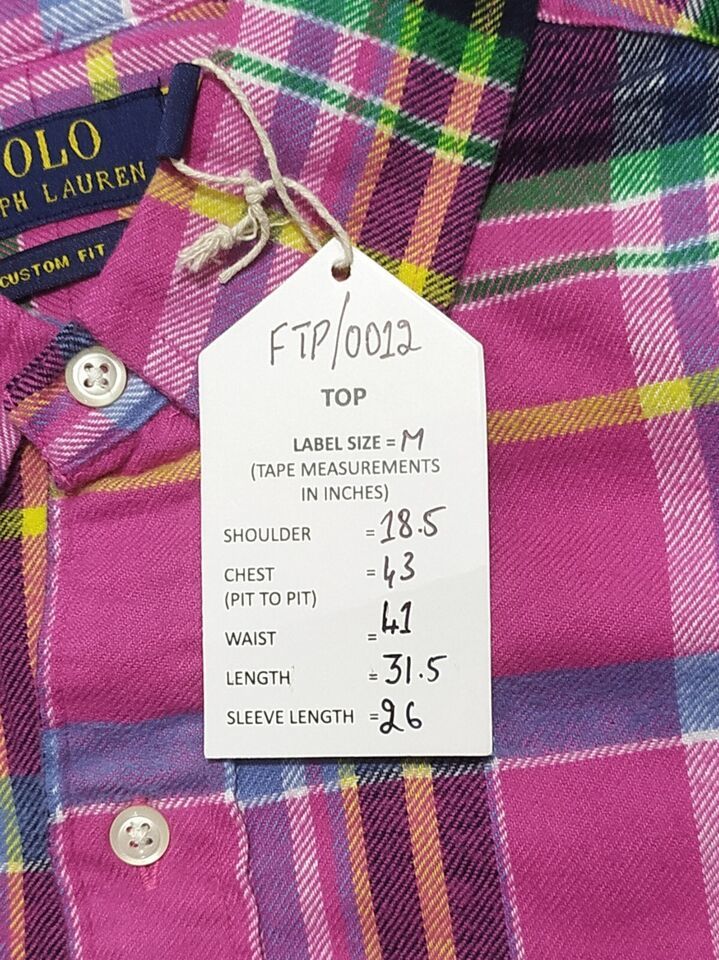 OLO
PH LAUREN
CUSTOM FIT
FTP/0012
TOP
LABEL SIZE = M
(TAPE MEASUREMENTS
IN INCHES)
SHOULDER = 18.5
CHEST = 43
(PIT TO PIT)
WAIST = 41
LENGTH = 31.5
SLEEVE LENGTH = 26